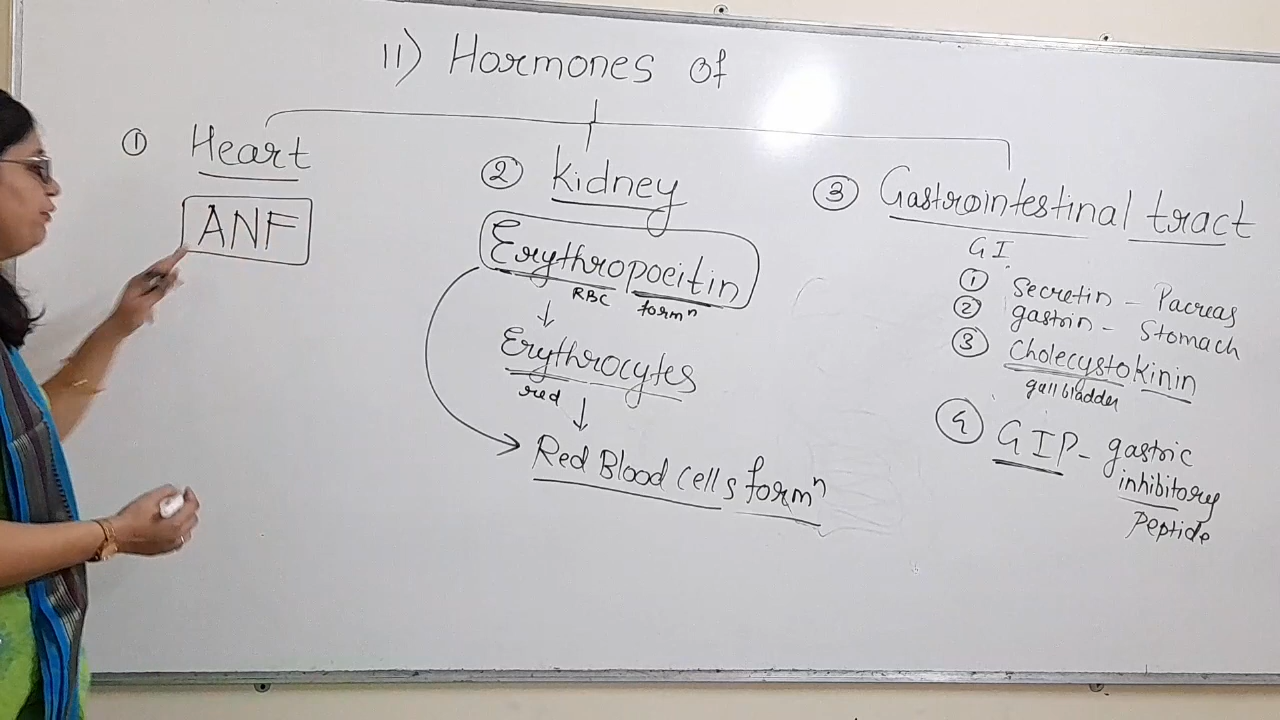 11) Hormones of
① Heart
ANF
② Kidney
Erythropoeitin
RBC formⁿ
↓
Erythrocytes
red ↓
Red Blood cells formⁿ
③ Gastrointestinal tract
GI
① Secretin - Pacreas
② gastrin - Stomach
③ Cholecystokinin
gall bladder
④ GIP - gastric
inhibitory
Peptide